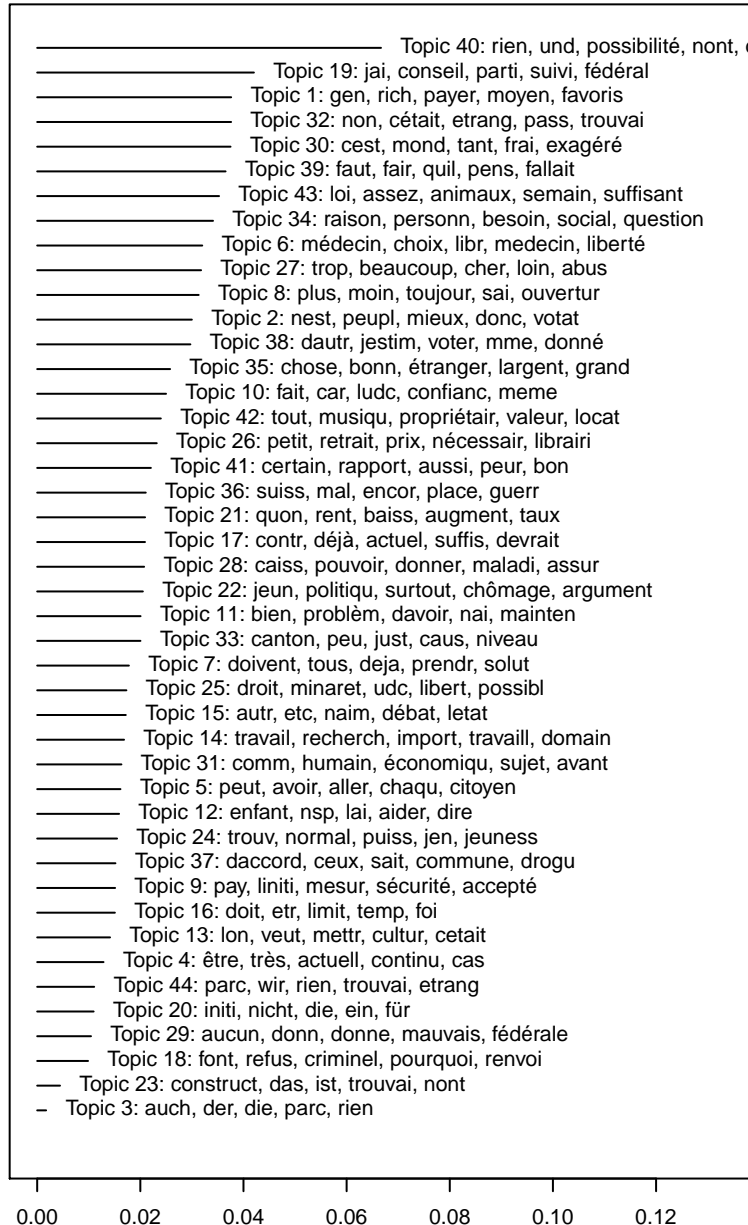 Topic 40: rien, und, possibilité, nont,
Topic 19: jai, conseil, parti, suivi, fédéral
Topic 1: gen, rich, payer, moyen, favoris
Topic 32: non, cétait, etrang, pass, trouvai
Topic 30: cest, mond, tant, frai, exagéré
Topic 39: faut, fair, quil, pens, fallait
Topic 43: loi, assez, animaux, semain, suffisant
Topic 34: raison, personn, besoin, social, question
Topic 6: médecin, choix, libr, medecin, liberté
Topic 27: trop, beaucoup, cher, loin, abus
Topic 8: plus, moin, toujour, sai, ouvertur
Topic 2: nest, peupl, mieux, donc, votat
Topic 38: dautr, jestim, voter, mme, donné
Topic 35: chose, bonn, étranger, largent, grand
Topic 10: fait, car, ludc, confianc, meme
Topic 42: tout, musiqu, propriétair, valeur, locat
Topic 26: petit, retrait, prix, nécessair, librairi
Topic 41: certain, rapport, aussi, peur, bon
Topic 36: suiss, mal, encor, place, guerr
Topic 21: quon, rent, baiss, augment, taux
Topic 17: contr, déjà, actuel, suffis, devrait
Topic 28: caiss, pouvoir, donner, maladi, assur
Topic 22: jeun, politiqu, surtout, chômage, argument
Topic 11: bien, problèm, davoir, nai, mainten
Topic 33: canton, peu, just, caus, niveau
Topic 7: doivent, tous, deja, prendr, solut
Topic 25: droit, minaret, udc, libert, possibl
Topic 15: autr, etc, naim, débat, letat
Topic 14: travail, recherch, import, travaill, domain
Topic 31: comm, humain, économiqu, sujet, avant
Topic 5: peut, avoir, aller, chaqu, citoyen
Topic 12: enfant, nsp, lai, aider, dire
Topic 24: trouv, normal, puiss, jen, jeuness
Topic 37: daccord, ceux, sait, commune, drogu
Topic 9: pay, liniti, mesur, sécurité, accepté
Topic 16: doit, etr, limit, temp, foi
Topic 13: lon, veut, mettr, cultur, cetait
Topic 4: être, très, actuell, continu, cas
Topic 44: parc, wir, rien, trouvai, etrang
Topic 20: initi, nicht, die, ein, für
Topic 29: aucun, donn, donne, mauvais, fédérale
Topic 18: font, refus, criminel, pourquoi, renvoi
Topic 23: construct, das, ist, trouvai, nont
Topic 3: auch, der, die, parc, rien
0.00 0.02 0.04 0.06 0.08 0.10 0.12